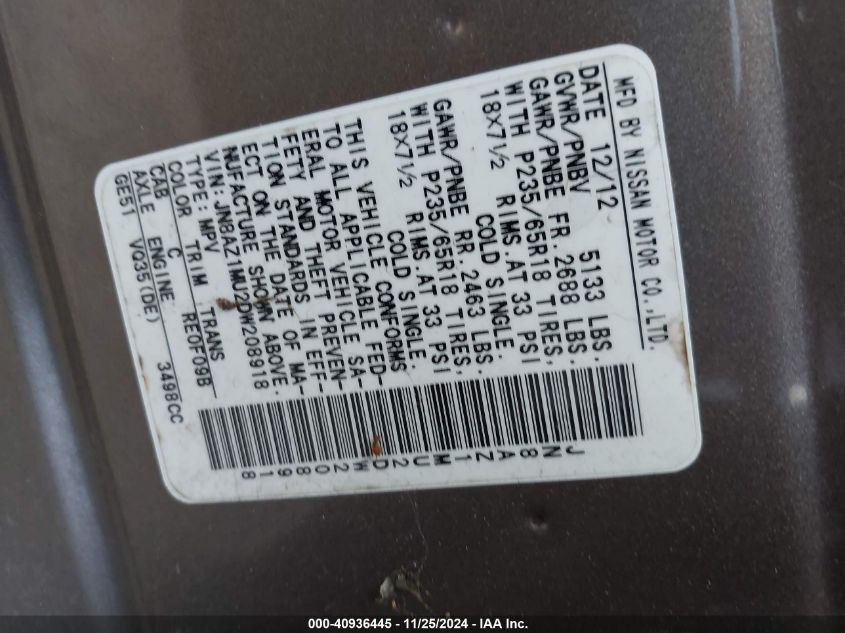 MFD BY NISSAN MOTOR CO.,LTD.
DATE 12/12
GVWR/PNBV 5133 LBS.
GAWR/PNBE FR. 2688 LBS.
WITH P235/65R18 TIRES,
18X7½ RIMS.AT 33 PSI
COLD SINGLE.
GAWR/PNBE RR. 2463 LBS.
WITH P235/65R18 TIRES,
18X7½ RIMS.AT 33 PSI
COLD SINGLE.
THIS VEHICLE CONFORMS
TO ALL APPLICABLE FED-
ERAL MOTOR VEHICLE SA-
FETY AND THEFT PREVEN-
TION STANDARDS IN EFF-
ECT ON THE DATE OF MA-
NUFACTURE SHOWN ABOVE.
VIN:JN8AZ1MU2DW208918
TYPE:MPV
COLOR TRIM TRANS
CAB C RE0F09B
AXLE ENGINE
GE51 VQ35(DE) 3498CC
JN8AZ1MU2DW208918
000-40936445 - 11/25/2024 - IAA Inc.